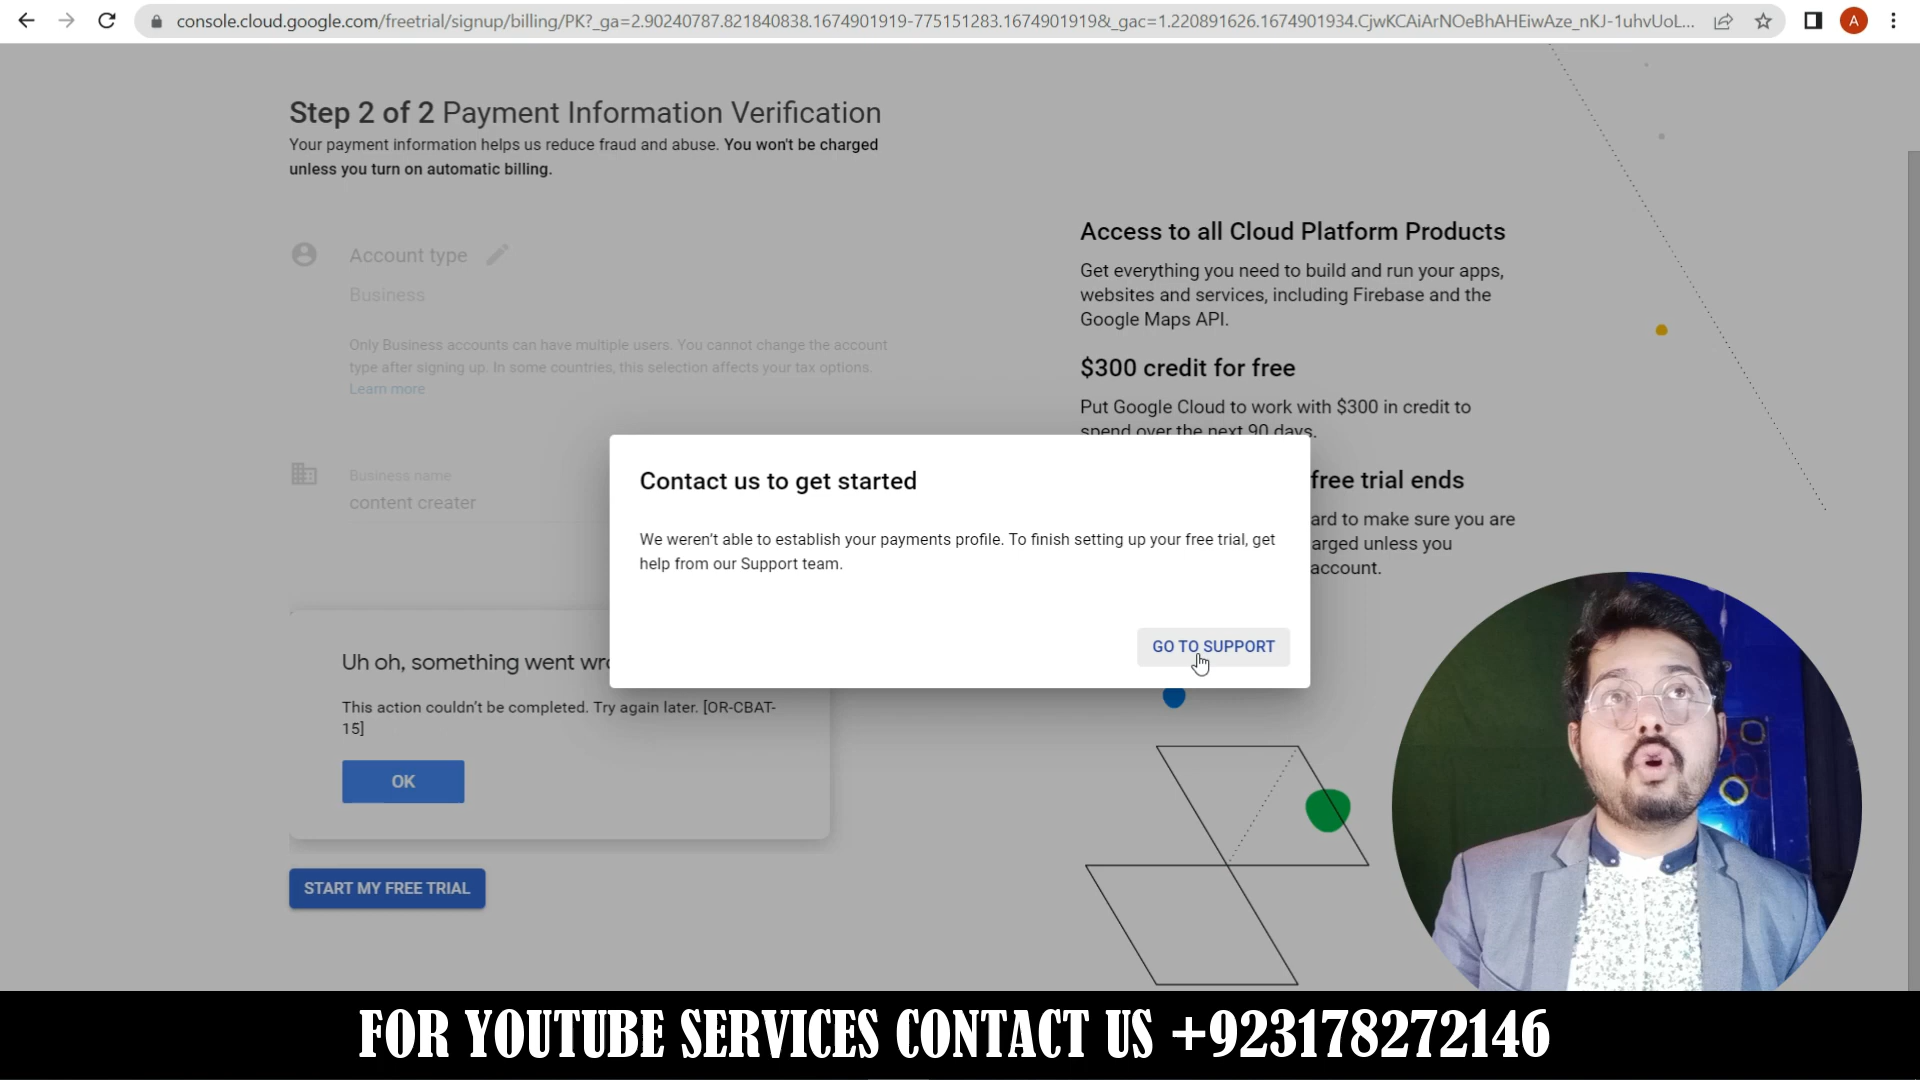 console.cloud.google.com/freetrial/signup/billing/PK?_ga=2.90240787.821840838.1674901919-775151283.1674901919&_gac=1.220891626.1674901934.CjwKCAiArNOeBhAHEiwAze_nKJ-1uhvUoL...
A
Step 2 of 2 Payment Information Verification
Your payment information helps us reduce fraud and abuse. You won't be charged
unless you turn on automatic billing.
Account type
Business
Only Business accounts can have multiple users. You cannot change the account
type after signing up. In some countries, this selection affects your tax options.
Learn more
Business name
content creater
Uh oh, something went wro
This action couldn't be completed. Try again later. [OR-CBAT-
15]
OK
START MY FREE TRIAL
Access to all Cloud Platform Products
Get everything you need to build and run your apps,
websites and services, including Firebase and the
Google Maps API.
$300 credit for free
Put Google Cloud to work with $300 in credit to
spend over the next 90 days.
free trial ends
ard to make sure you are
arged unless you
account.
Contact us to get started
We weren't able to establish your payments profile. To finish setting up your free trial, get
help from our Support team.
GO TO SUPPORT
FOR YOUTUBE SERVICES CONTACT US +923178272146